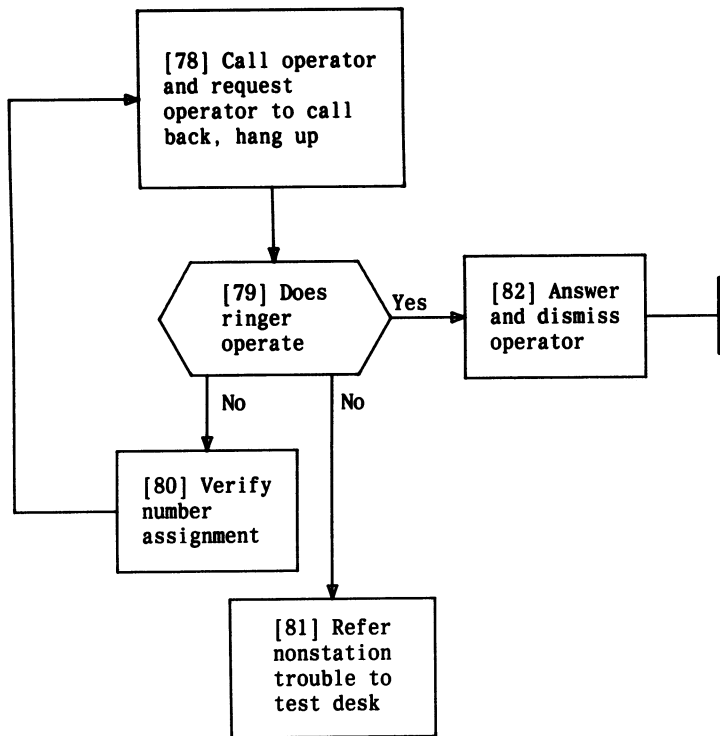 [78] Call operator
and request
operator to call
back, hang up
[79] Does
ringer
operate
Yes
[82] Answer
and dismiss
operator
No
No
[80] Verify
number
assignment
[81] Refer
nonstation
trouble to
test desk